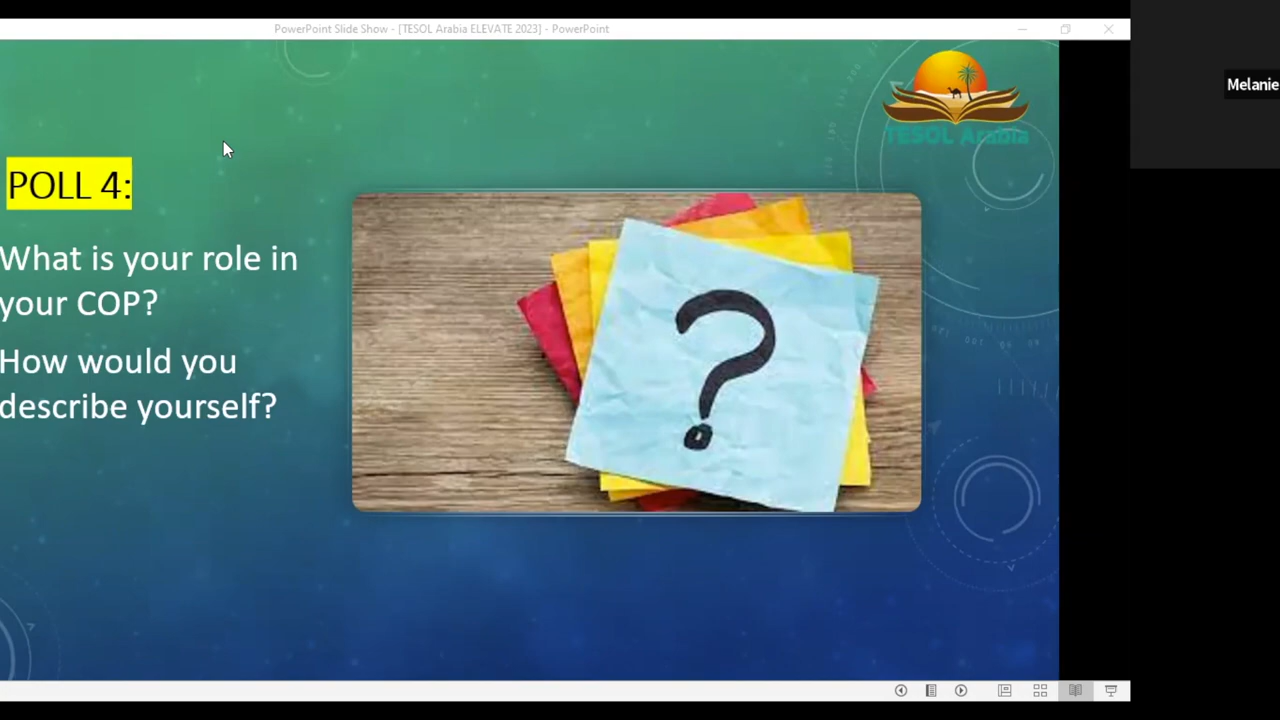 PowerPoint Slide Show - [TESOL Arabia ELEVATE 2023] - PowerPoint
Melanie
TESOL Arabia
POLL 4:
What is your role in
your COP?
How would you
describe yourself?
?